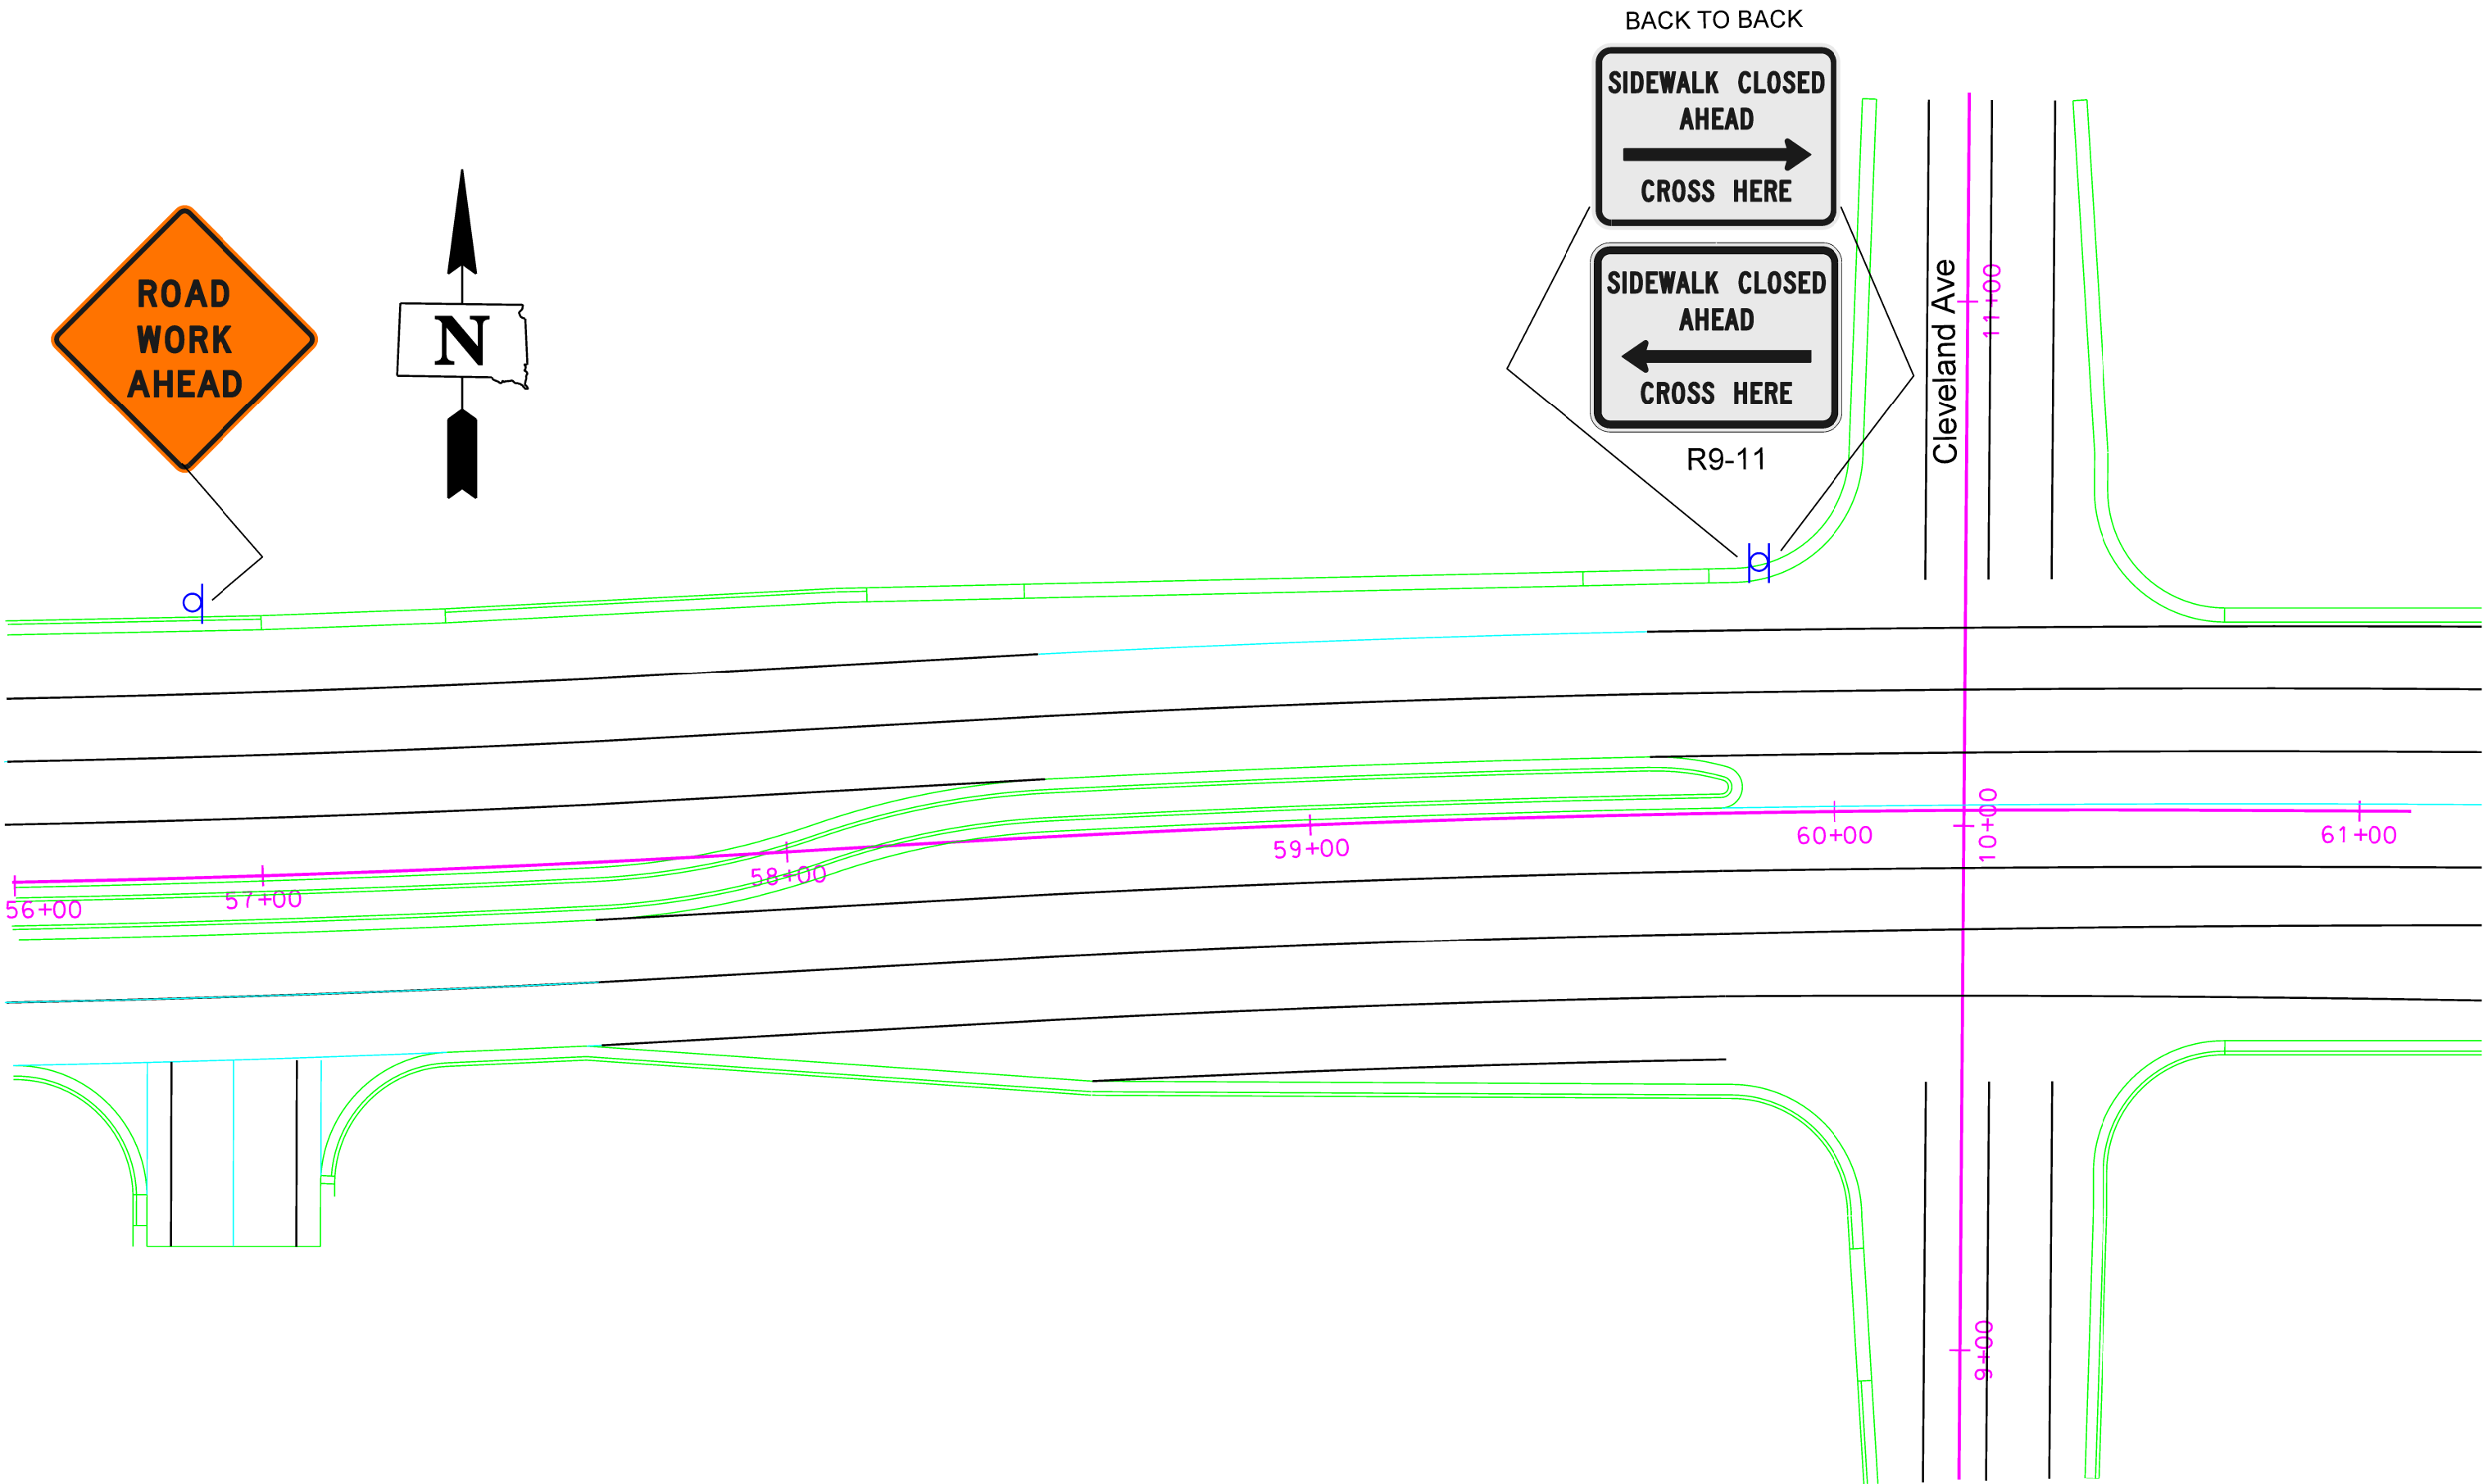 BACK TO BACK
SIDEWALK CLOSED
AHEAD
CROSS HERE
SIDEWALK CLOSED
AHEAD
CROSS HERE
R9-11
ROAD
WORK
AHEAD
N
Cleveland Ave
11+00
56+00
57+00
58+00
59+00
60+00
10+00
61+00
9+00